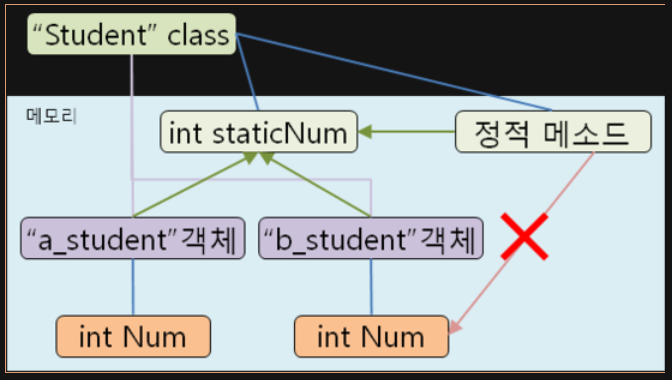 “Student” class
메모리
int staticNum
정적 메소드
“a_student”객체
“b_student”객체
int Num
int Num